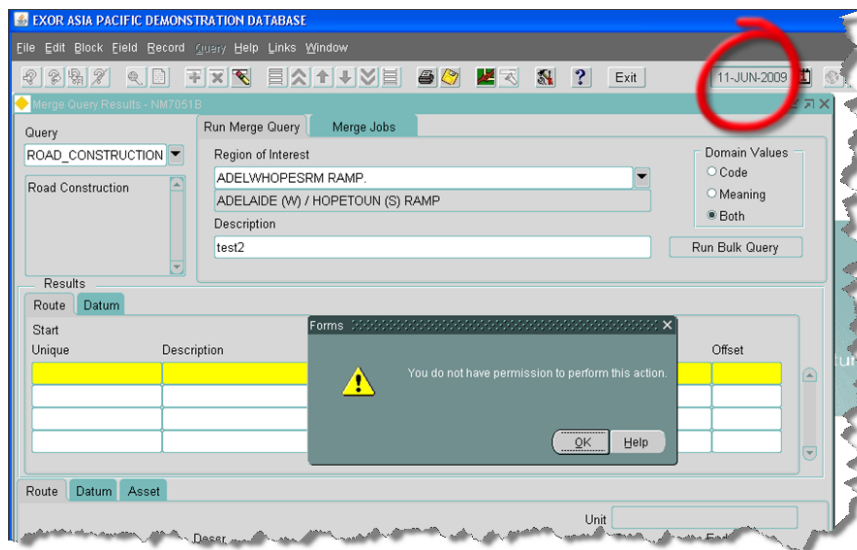 EXOR ASIA PACIFIC DEMONSTRATION DATABASE
File Edit Block Field Record Query Help Links Window
Exit
11-JUN-2009
Merge Query Results - NM7051B
Query
ROAD_CONSTRUCTION
Road Construction
Run Merge Query
Merge Jobs
Region of Interest
ADELWHOPESRM RAMP.
ADELAIDE (W) / HOPETOUN (S) RAMP
Description
test2
Domain Values
Code
Meaning
Both
Run Bulk Query
Results
Route Datum
Start
Unique Description Offset
Forms
You do not have permission to perform this action.
OK Help
Route Datum Asset
Unit
Descr